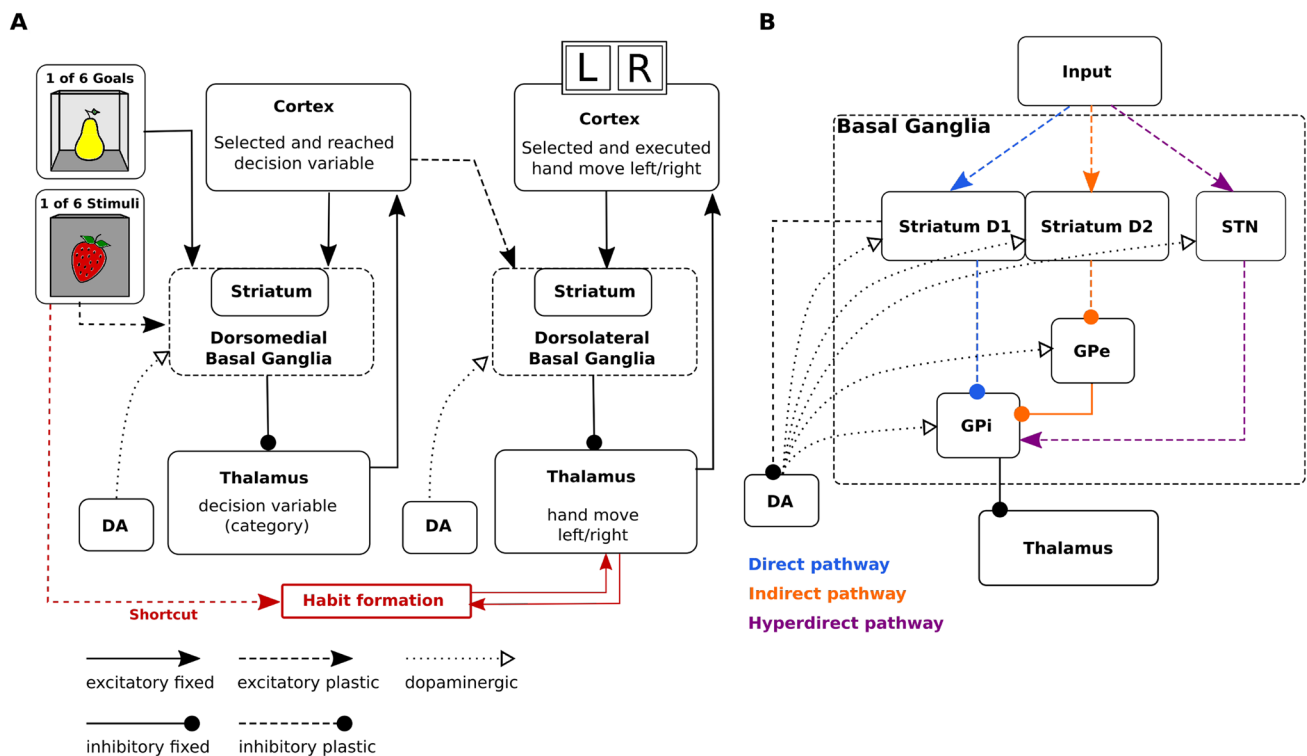 A
1 of 6 Goals
1 of 6 Stimuli
Cortex
Selected and reached
decision variable
L R
Cortex
Selected and executed
hand move left/right
Striatum
Dorsomedial
Basal Ganglia
Striatum
Dorsolateral
Basal Ganglia
DA
Thalamus
decision variable
(category)
DA
Thalamus
hand move
left/right
Shortcut
Habit formation
excitatory fixed
excitatory plastic
dopaminergic
inhibitory fixed
inhibitory plastic
B
Input
Basal Ganglia
Striatum D1
Striatum D2
STN
GPe
GPi
DA
Thalamus
Direct pathway
Indirect pathway
Hyperdirect pathway